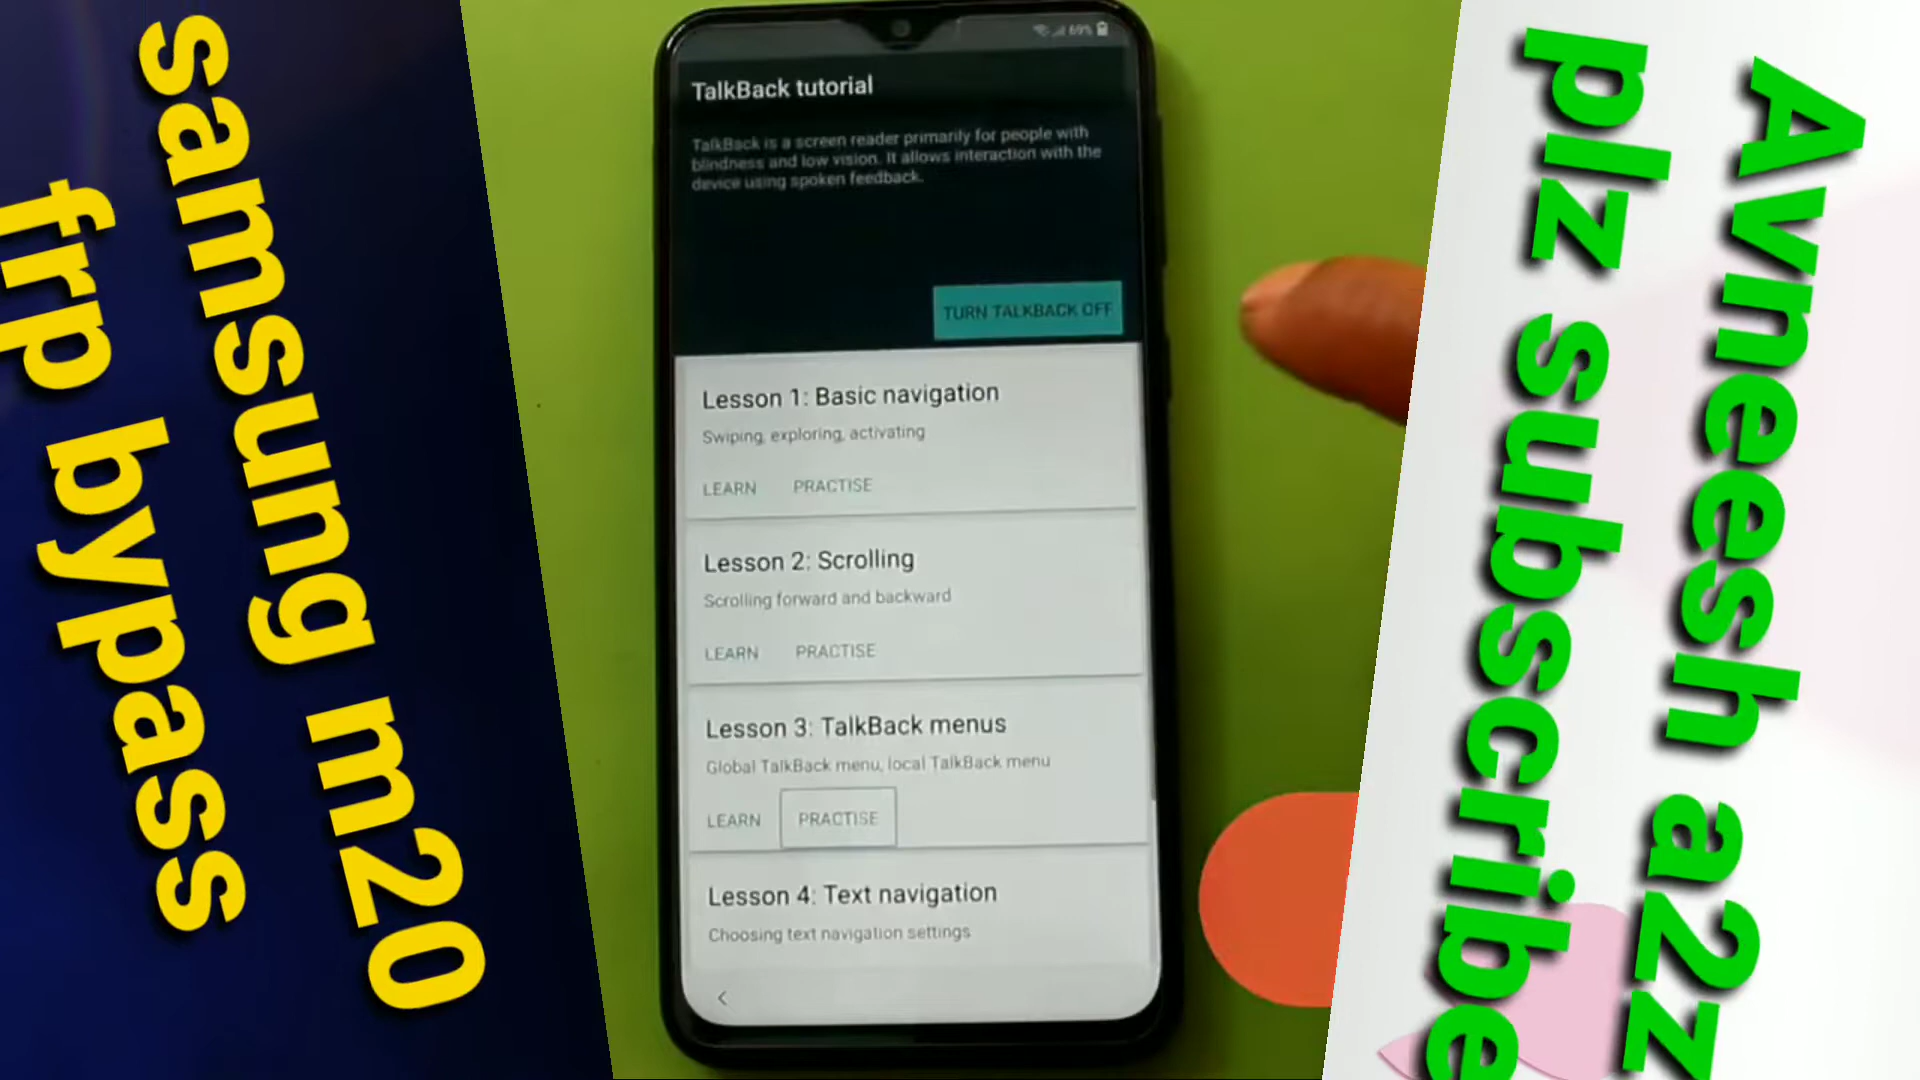 samsung m20
frp bypass
69%
TalkBack tutorial
TalkBack is a screen reader primarily for people with
blindness and low vision. It allows interaction with the
device using spoken feedback.
TURN TALKBACK OFF
Lesson 1: Basic navigation
Swiping, exploring, activating
LEARN PRACTISE
Lesson 2: Scrolling
Scrolling forward and backward
LEARN PRACTISE
Lesson 3: TalkBack menus
Global TalkBack menu, local TalkBack menu
LEARN PRACTISE
Lesson 4: Text navigation
Choosing text navigation settings
Avneesh a2z
plz subscribe